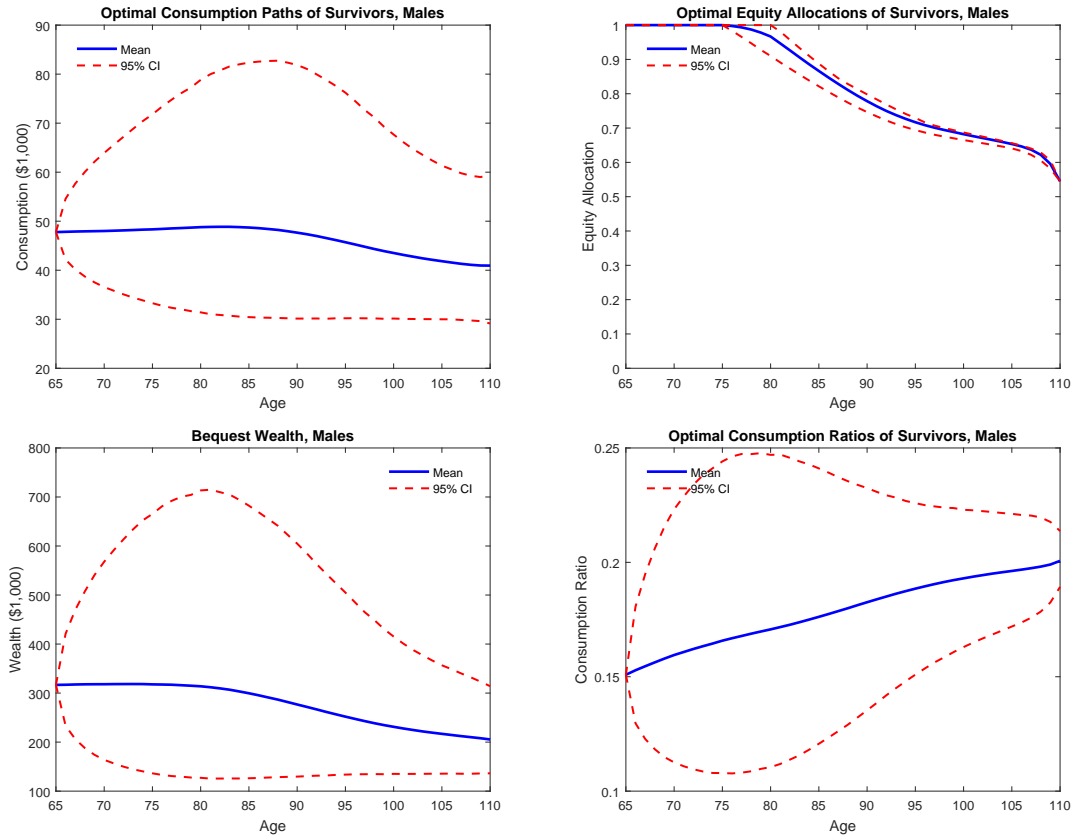 Optimal Consumption Paths of Survivors, Males
90
80
70
60
50
40
30
20
Consumption ($1,000)
Mean
95% CI
65 70 75 80 85 90 95 100 105 110
Age
Optimal Equity Allocations of Survivors, Males
1
0.9
0.8
0.7
0.6
0.5
0.4
0.3
0.2
0.1
0
Equity Allocation
Mean
95% CI
65 70 75 80 85 90 95 100 105 110
Age
Bequest Wealth, Males
800
700
600
500
400
300
200
100
Wealth ($1,000)
Mean
95% CI
65 70 75 80 85 90 95 100 105 110
Age
Optimal Consumption Ratios of Survivors, Males
0.25
0.2
0.15
0.1
Consumption Ratio
Mean
95% CI
65 70 75 80 85 90 95 100 105 110
Age